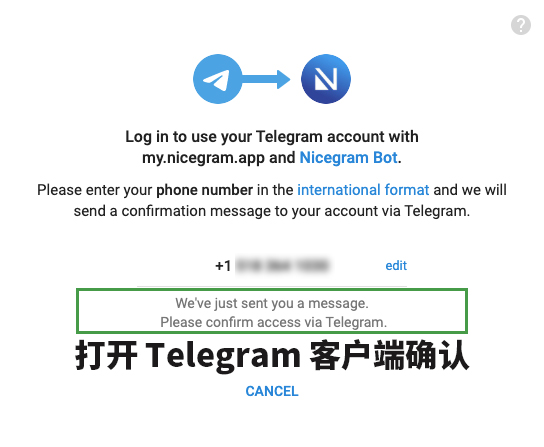 ?
Log in to use your Telegram account with
my.nicegram.app and Nicegram Bot.
Please enter your phone number in the international format and we will
send a confirmation message to your account via Telegram.
+1 edit
We've just sent you a message.
Please confirm access via Telegram.
打开 Telegram 客户端确认
CANCEL